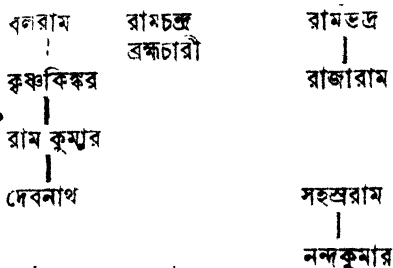 বলরাম রামচন্দ্র রামভদ্র
ব্রহ্মচারী
কৃষ্ণকিঙ্কর রাজারাম
রাম কুমার
দেবনাথ সহস্ররাম
নন্দকুমার